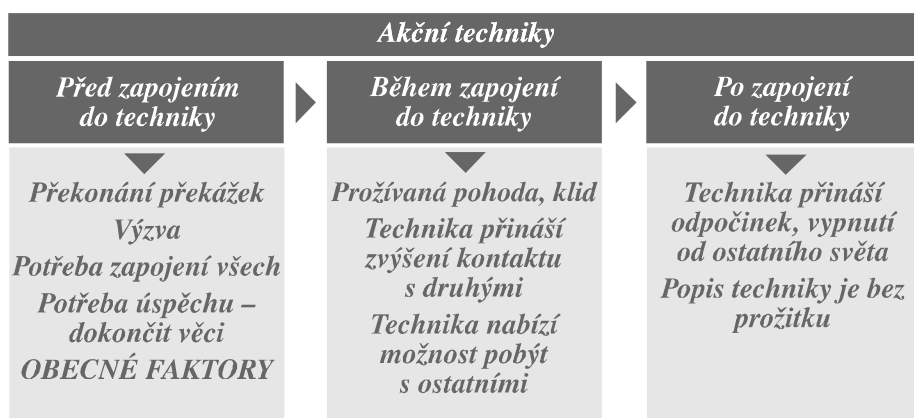 Akční techniky
Před zapojením
do techniky
Překonání překážek
Výzva
Potřeba zapojení všech
Potřeba úspěchu –
dokončit věci
OBECNÉ FAKTORY
Během zapojení
do techniky
Prožívaná pohoda, klid
Technika přináší
zvýšení kontaktu
s druhými
Technika nabízí
možnost pobýt
s ostatními
Po zapojení
do techniky
Technika přináší
odpočinek, vypnutí
od ostatního světa
Popis techniky je bez
prožitku